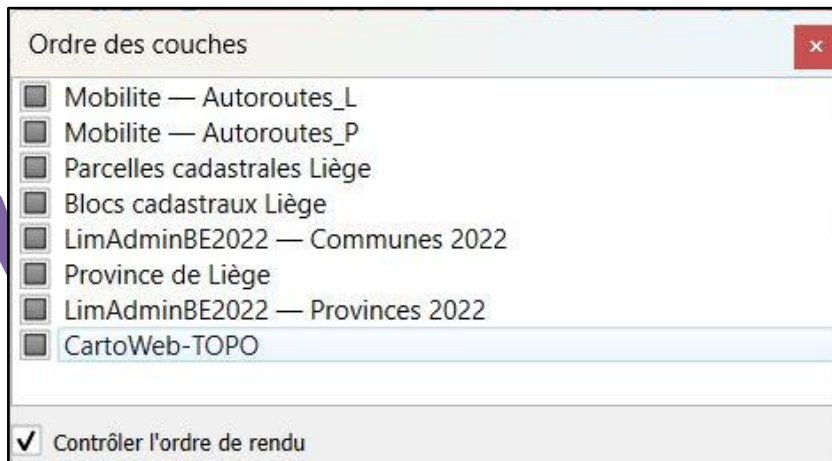 Ordre des couches
Mobilite — Autoroutes_L
Mobilite — Autoroutes_P
Parcelles cadastrales Liège
Blocs cadastraux Liège
LimAdminBE2022 — Communes 2022
Province de Liège
LimAdminBE2022 — Provinces 2022
CartoWeb-TOPO
Contrôler l'ordre de rendu